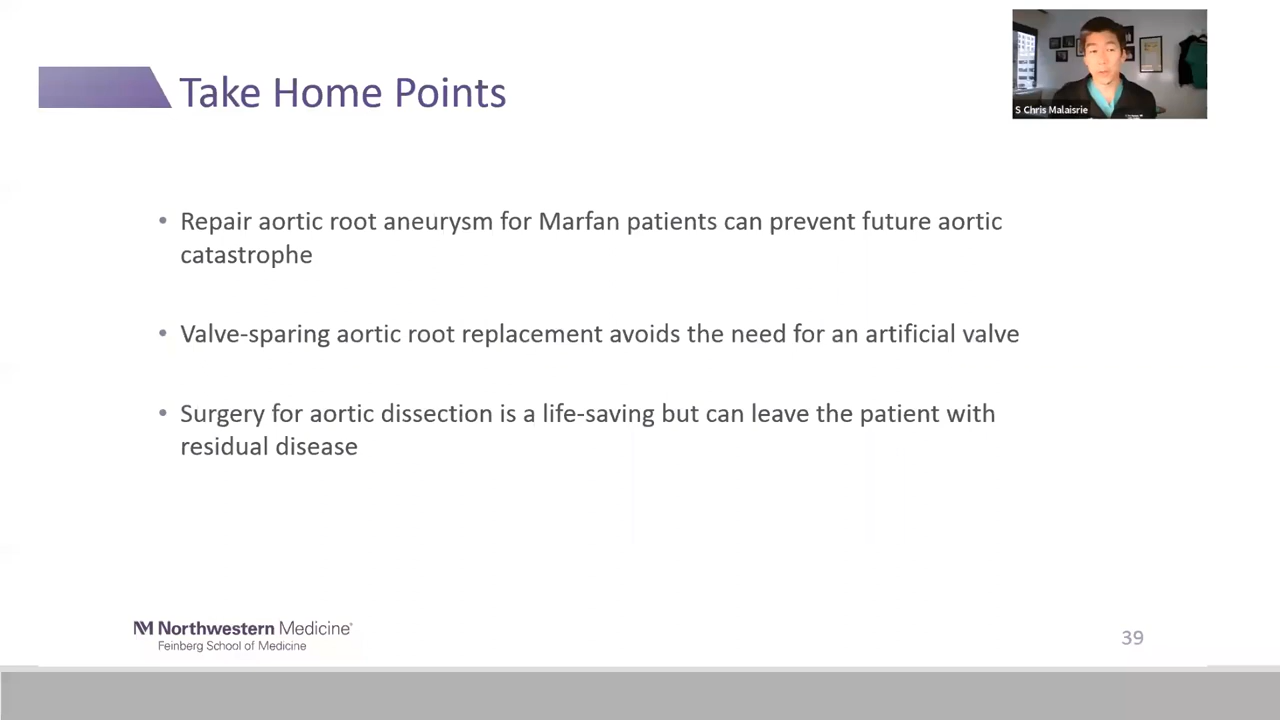 S Chris Malaisrie
Take Home Points
• Repair aortic root aneurysm for Marfan patients can prevent future aortic
catastrophe
• Valve-sparing aortic root replacement avoids the need for an artificial valve
• Surgery for aortic dissection is a life-saving but can leave the patient with
residual disease
NM Northwestern Medicine®
Feinberg School of Medicine
39